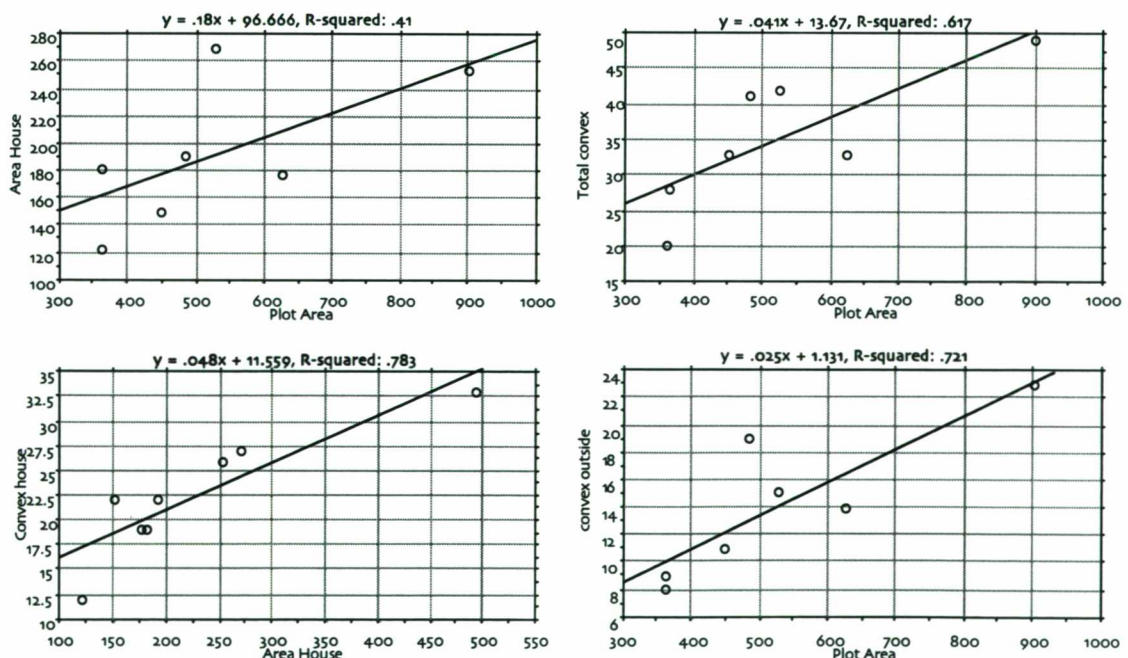 y = .18x + 96.666, R-squared: .41
280
260
240
220
200
180
160
140
120
100
Area House
300 400 500 600 700 800 900 1000
Plot Area
y = .041x + 13.67, R-squared: .617
50
45
40
35
30
25
20
15
Total convex
300 400 500 600 700 800 900 1000
Plot Area
y = .048x + 11.559, R-squared: .783
35
32.5
30
27.5
25
22.5
20
17.5
15
12.5
10
Convex house
100 150 200 250 300 350 400 450 500 550
Area House
y = .025x + 1.131, R-squared: .721
24
22
20
18
16
14
12
10
8
6
convex outside
300 400 500 600 700 800 900 1000
Plot Area